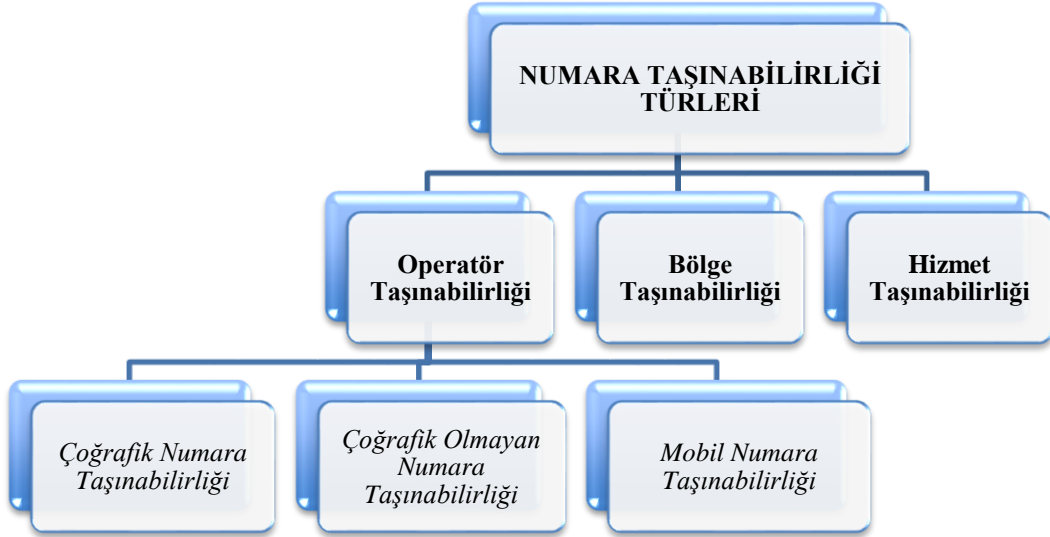 NUMARA TAŞINABİLİRLİĞİ
TÜRLERİ
Operatör
Taşınabilirliği
Bölge
Taşınabilirliği
Hizmet
Taşınabilirliği
Çoğrafik Numara
Taşınabilirliği
Çoğrafik Olmayan
Numara
Taşınabilirliği
Mobil Numara
Taşınabilirliği